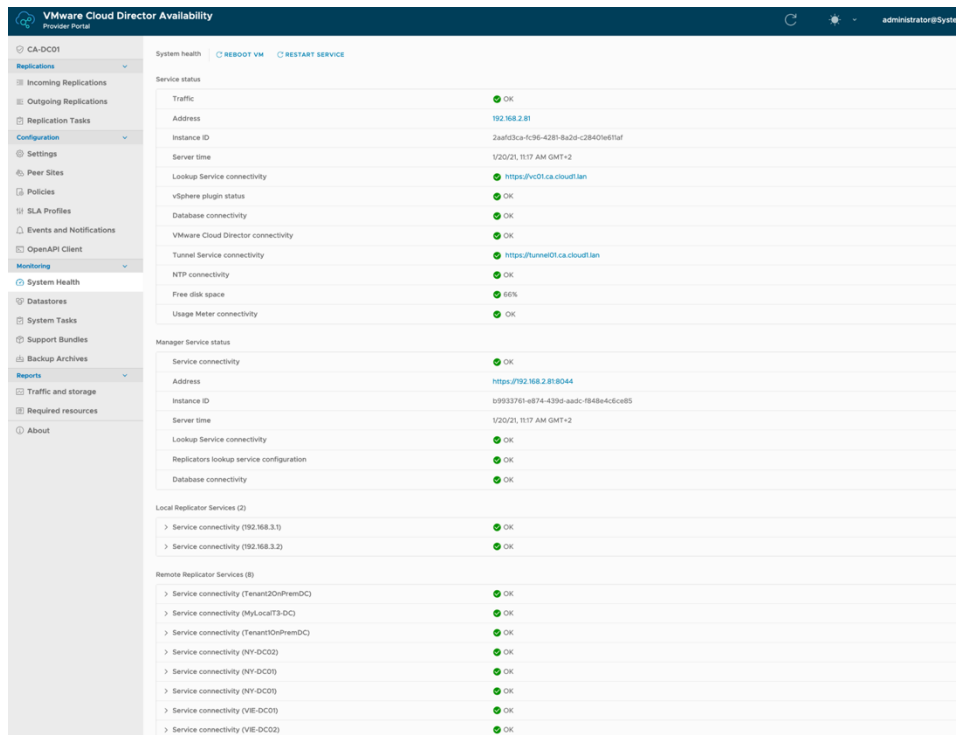 VMware Cloud Director Availability
Provider Portal
administrator@Syste
CA-DC01
Replications
Incoming Replications
Outgoing Replications
Replication Tasks
Configuration
Settings
Peer Sites
Policies
SLA Profiles
Events and Notifications
OpenAPI Client
Monitoring
System Health
Datastores
System Tasks
Support Bundles
Backup Archives
Reports
Traffic and storage
Required resources
About
System health REBOOT VM RESTART SERVICE
Service status
Traffic OK
Address 192.168.2.81
Instance ID 2aafd3ca-fc96-4281-8a2d-c28401e611af
Server time 1/20/21, 11:17 AM GMT+2
Lookup Service connectivity https://vc01.ca.cloud1.lan
vSphere plugin status OK
Database connectivity OK
VMware Cloud Director connectivity OK
Tunnel Service connectivity https://tunnel01.ca.cloud1.lan
NTP connectivity OK
Free disk space 66%
Usage Meter connectivity OK
Manager Service status
Service connectivity OK
Address https://192.168.2.81:8044
Instance ID b9933761-e874-439d-aadc-f848e4c6ce85
Server time 1/20/21, 11:17 AM GMT+2
Lookup Service connectivity OK
Replicators lookup service configuration OK
Database connectivity OK
Local Replicator Services (2)
Service connectivity (192.168.3.1) OK
Service connectivity (192.168.3.2) OK
Remote Replicator Services (8)
Service connectivity (Tenant2OnPremDC) OK
Service connectivity (MyLocalT3-DC) OK
Service connectivity (Tenant1OnPremDC) OK
Service connectivity (NY-DC02) OK
Service connectivity (NY-DC01) OK
Service connectivity (NY-DC01) OK
Service connectivity (VIE-DC01) OK
Service connectivity (VIE-DC02) OK